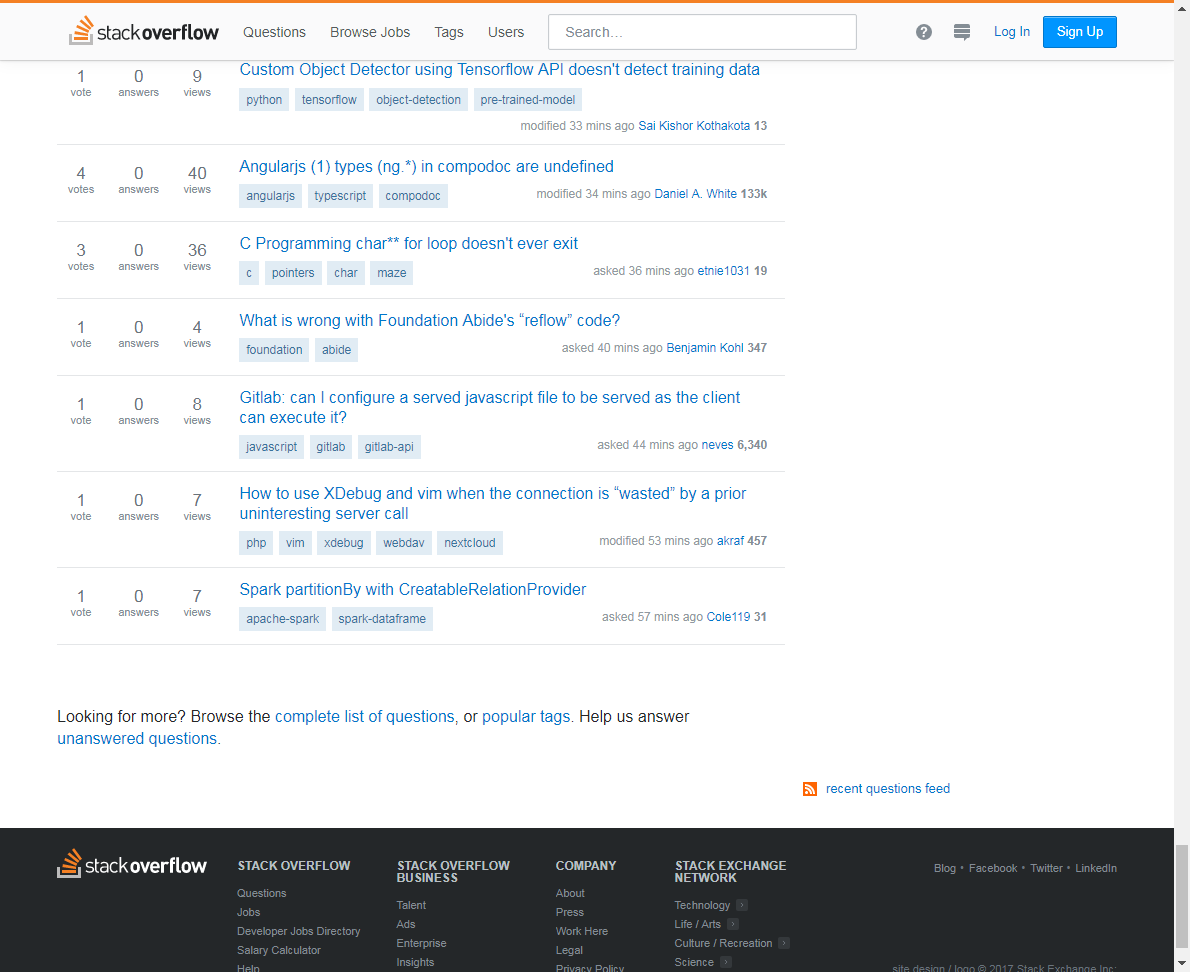 stackoverflow Questions Browse Jobs Tags Users Search... Log In Sign Up
1 0 9 Custom Object Detector using Tensorflow API doesn't detect training data
vote answers views
python tensorflow object-detection pre-trained-model
modified 33 mins ago Sai Kishor Kothakota 13
4 0 40 Angularjs (1) types (ng.*) in compodoc are undefined
votes answers views
angularjs typescript compodoc modified 34 mins ago Daniel A. White 133k
3 0 36 C Programming char** for loop doesn't ever exit
votes answers views
c pointers char maze asked 36 mins ago etnie1031 19
1 0 4 What is wrong with Foundation Abide's “reflow” code?
vote answers views
foundation abide asked 40 mins ago Benjamin Kohl 347
1 0 8 Gitlab: can I configure a served javascript file to be served as the client
vote answers views can execute it?
javascript gitlab gitlab-api asked 44 mins ago neves 6,340
1 0 7 How to use XDebug and vim when the connection is “wasted” by a prior
vote answers views uninteresting server call
php vim xdebug webdav nextcloud modified 53 mins ago akraf 457
1 0 7 Spark partitionBy with CreatableRelationProvider
vote answers views
apache-spark spark-dataframe asked 57 mins ago Cole119 31
Looking for more? Browse the complete list of questions, or popular tags. Help us answer
unanswered questions.
recent questions feed
stackoverflow
STACK OVERFLOW
Questions
Jobs
Developer Jobs Directory
Salary Calculator
Help
STACK OVERFLOW
BUSINESS
Talent
Ads
Enterprise
Insights
COMPANY
About
Press
Work Here
Legal
Privacy Policy
STACK EXCHANGE
NETWORK
Technology
Life / Arts
Culture / Recreation
Science
Blog • Facebook • Twitter • LinkedIn
site design / logo © 2017 Stack Exchange Inc;